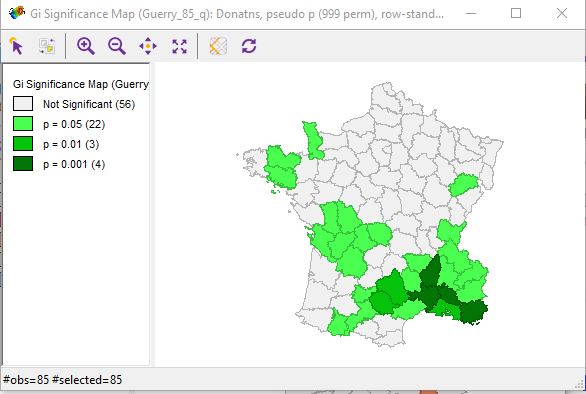 Gi Significance Map (Guerry_85_q): Donatns, pseudo p (999 perm), row-stand...
Gi Significance Map (Guerry
Not Significant (56)
p = 0.05 (22)
p = 0.01 (3)
p = 0.001 (4)
#obs=85 #selected=85